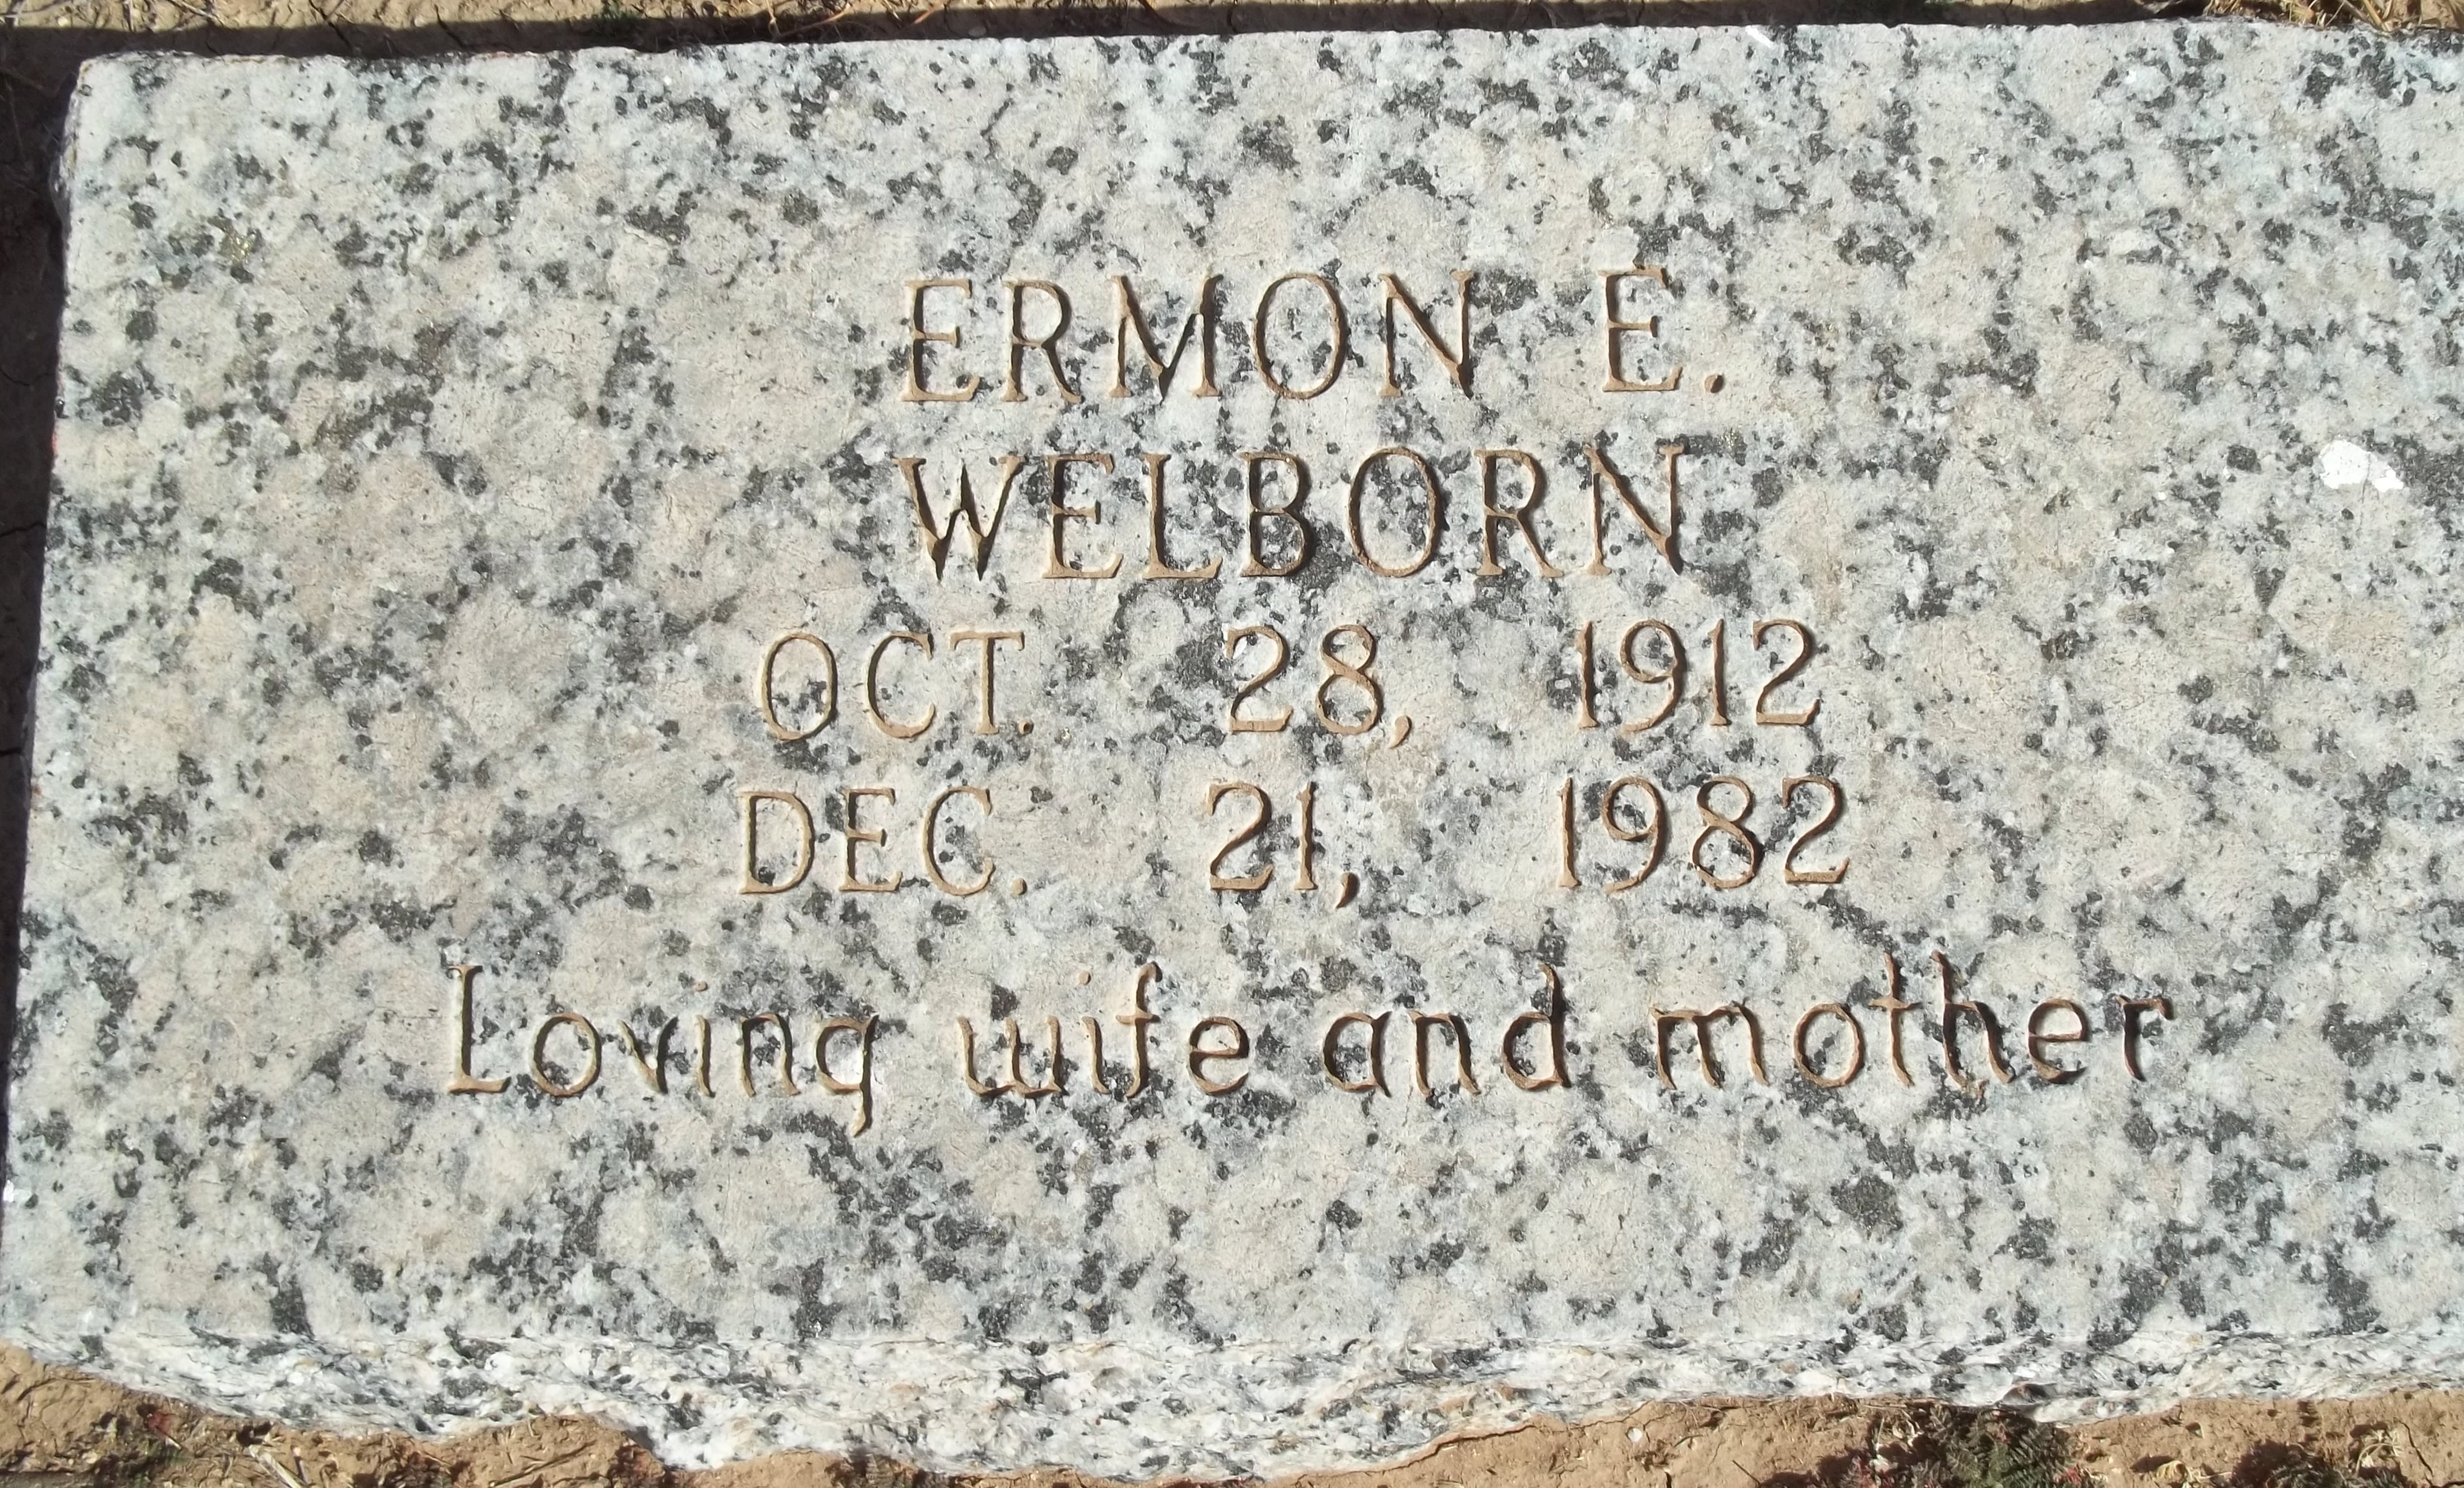 ERMON E.
WELBORN
OCT. 28, 1912
DEC. 21, 1982
Loving wife and mother